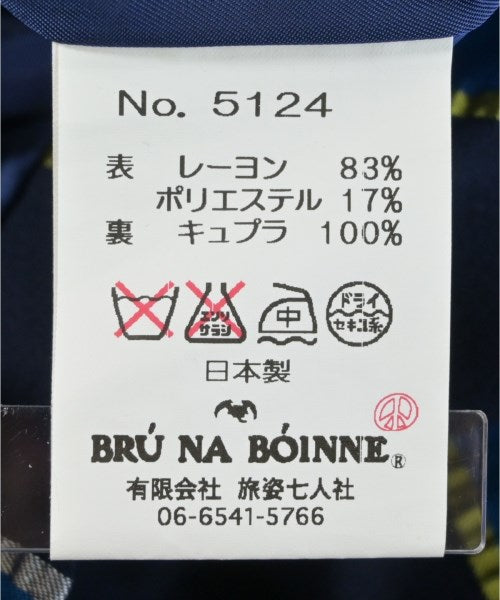 No. 5124
表 レーヨン 83%
ポリエステル 17%
裏 キュプラ 100%
エンソ サラシ
中
ドライ セキユ系
日本製
BRÚ NA BÓINNE®
有限会社 旅姿七人社
06-6541-5766